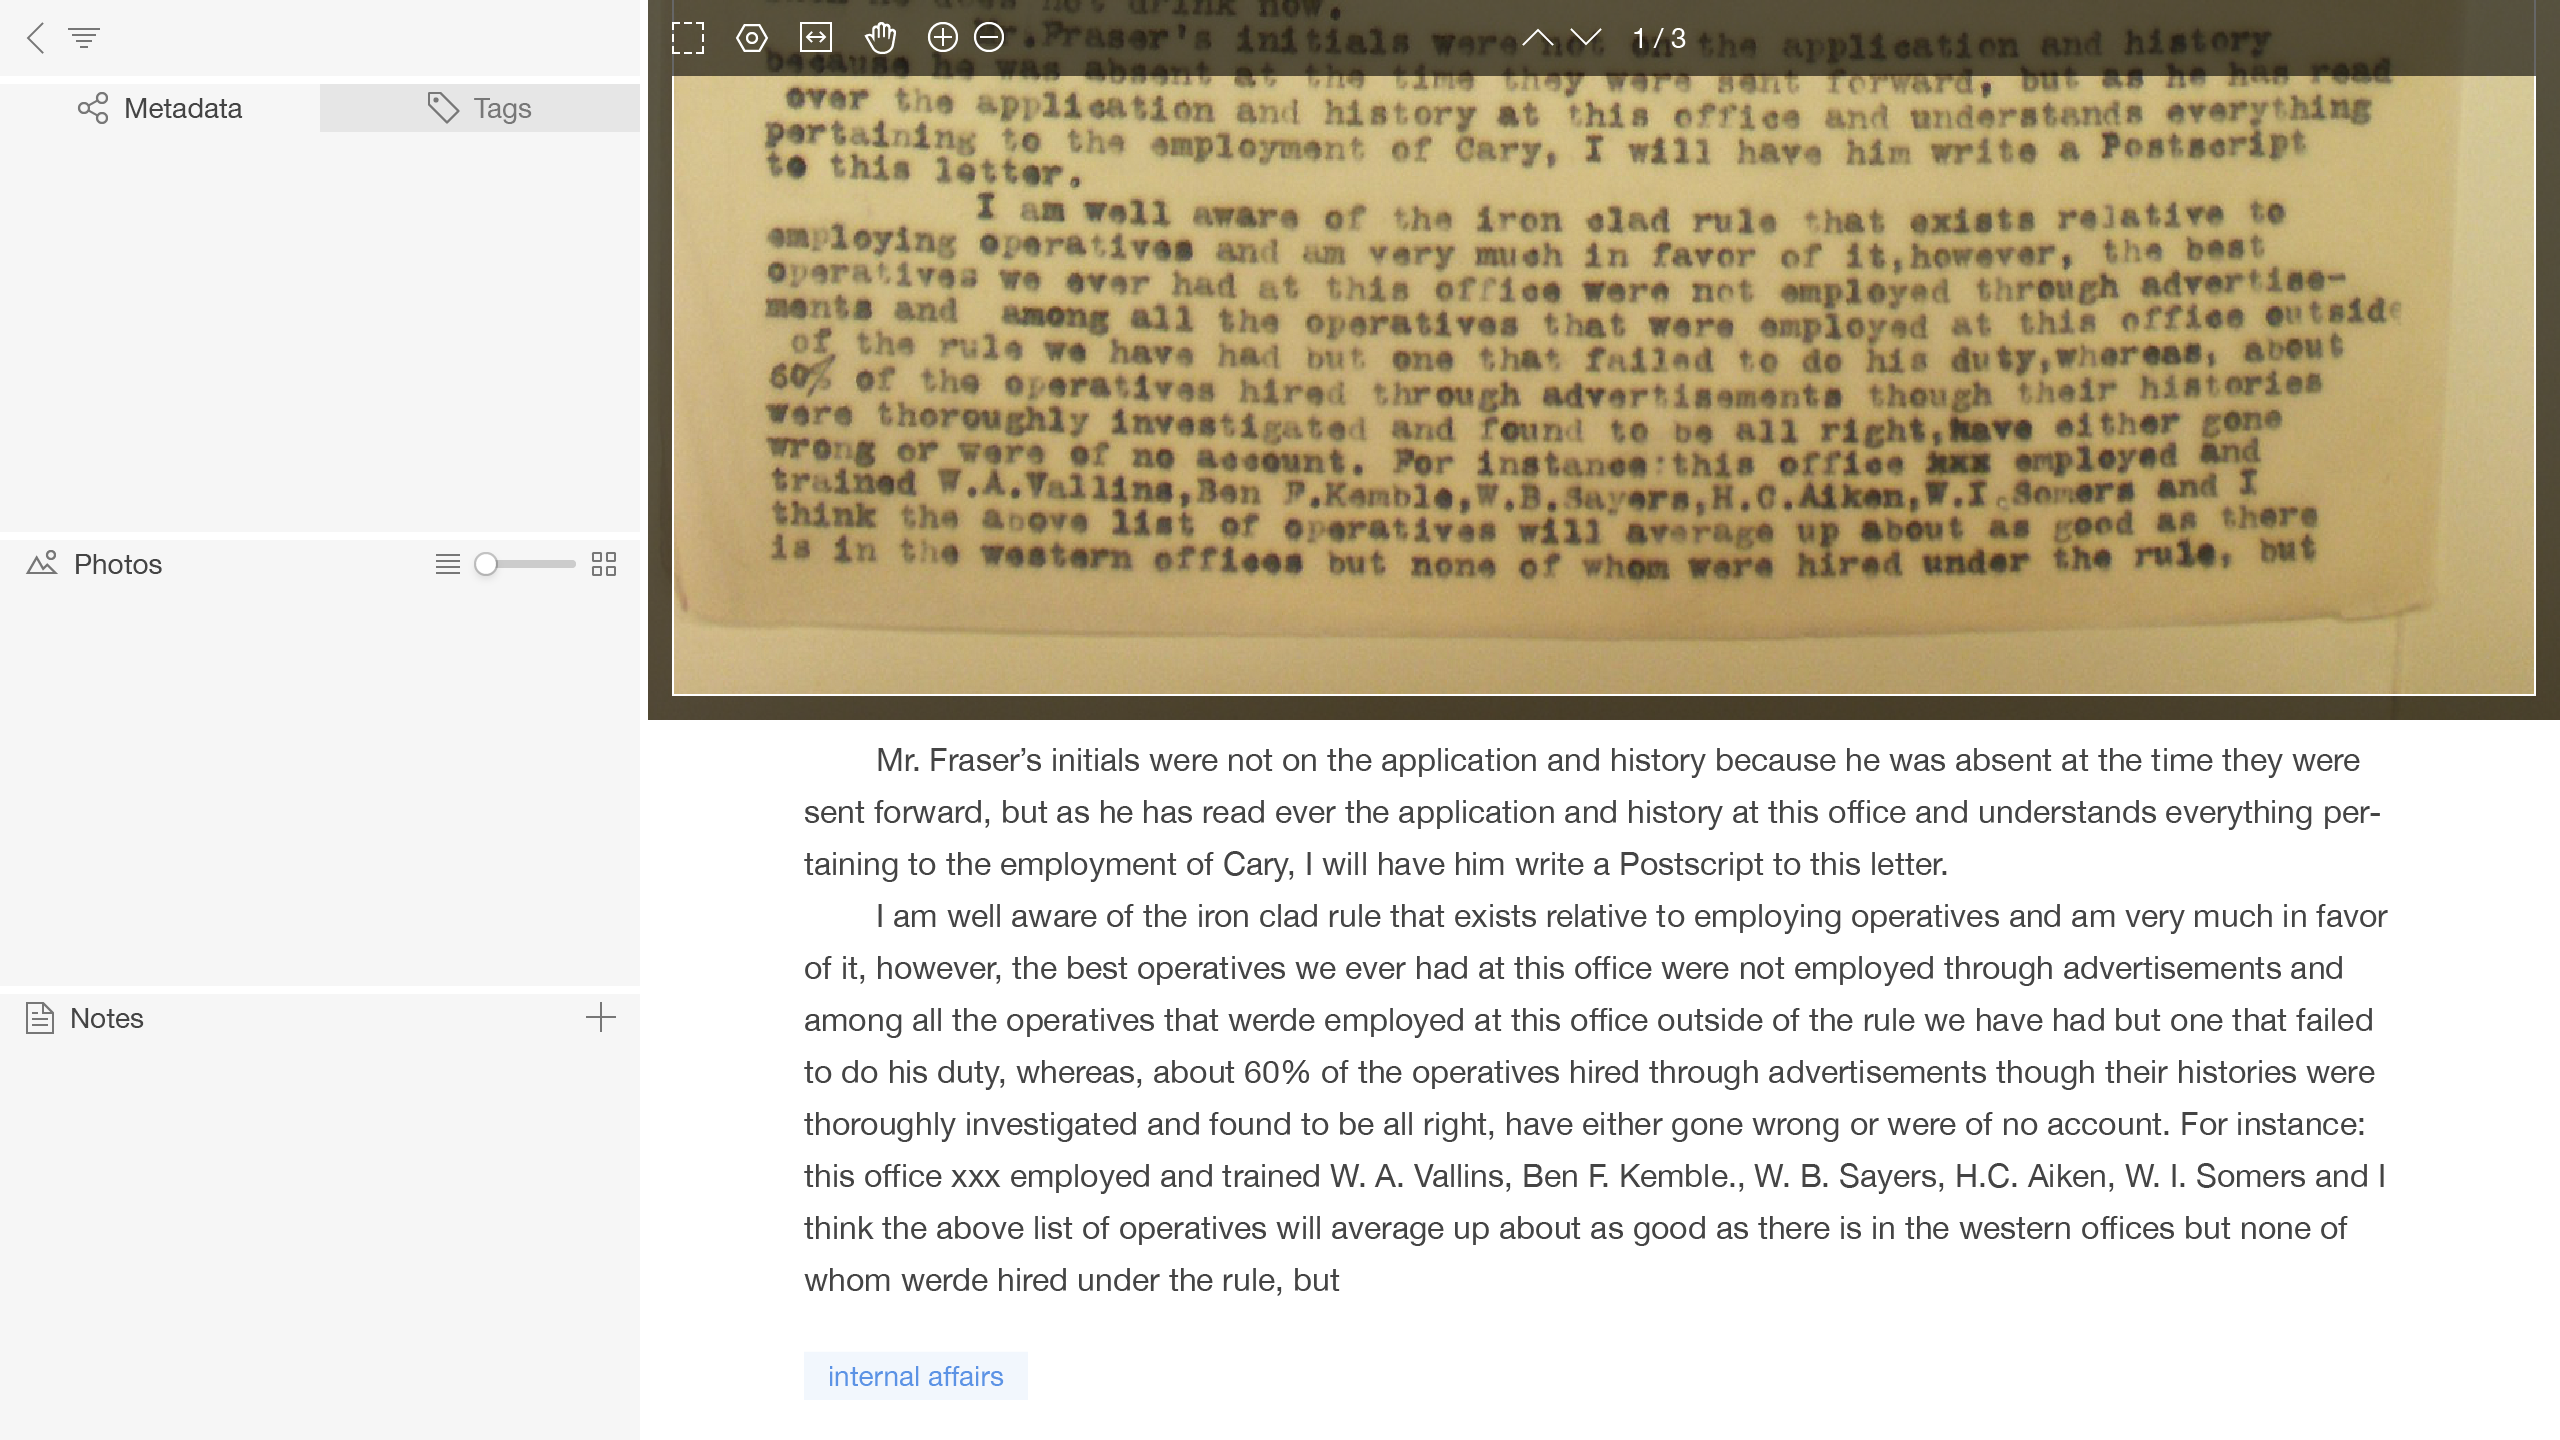 Metadata
Tags
Photos
Notes
1 / 3
he does not drink now.
r.Fraser's initials were not on the application and history
because he was absent at the time they were sent forward, but as he has read
over the application and history at this office and understands everything
pertaining to the employment of Cary, I will have him write a Postscript
to this letter.
I am well aware of the iron clad rule that exists relative to
employing operatives and am very much in favor of it,however, the best
operatives we ever had at this office were not employed through advertise-
ments and among all the operatives that were employed at this office outside
of the rule we have had but one that failed to do his duty,whereas, about
60% of the operatives hired through advertisements though their histories
were thoroughly investigated and found to be all right,have either gone
wrong or were of no account. For instance:this office xxx employed and
trained W.A.Vallins,Ben F.Kemble,W.B.Sayers,H.C.Aiken,W.I.Somers and I
think the above list of operatives will average up about as good as there
is in the western offices but none of whom were hired under the rule, but
Mr. Fraser’s initials were not on the application and history because he was absent at the time they were
sent forward, but as he has read ever the application and history at this office and understands everything per-
taining to the employment of Cary, I will have him write a Postscript to this letter.
I am well aware of the iron clad rule that exists relative to employing operatives and am very much in favor
of it, however, the best operatives we ever had at this office were not employed through advertisements and
among all the operatives that werde employed at this office outside of the rule we have had but one that failed
to do his duty, whereas, about 60% of the operatives hired through advertisements though their histories were
thoroughly investigated and found to be all right, have either gone wrong or were of no account. For instance:
this office xxx employed and trained W. A. Vallins, Ben F. Kemble., W. B. Sayers, H.C. Aiken, W. I. Somers and I
think the above list of operatives will average up about as good as there is in the western offices but none of
whom werde hired under the rule, but
internal affairs